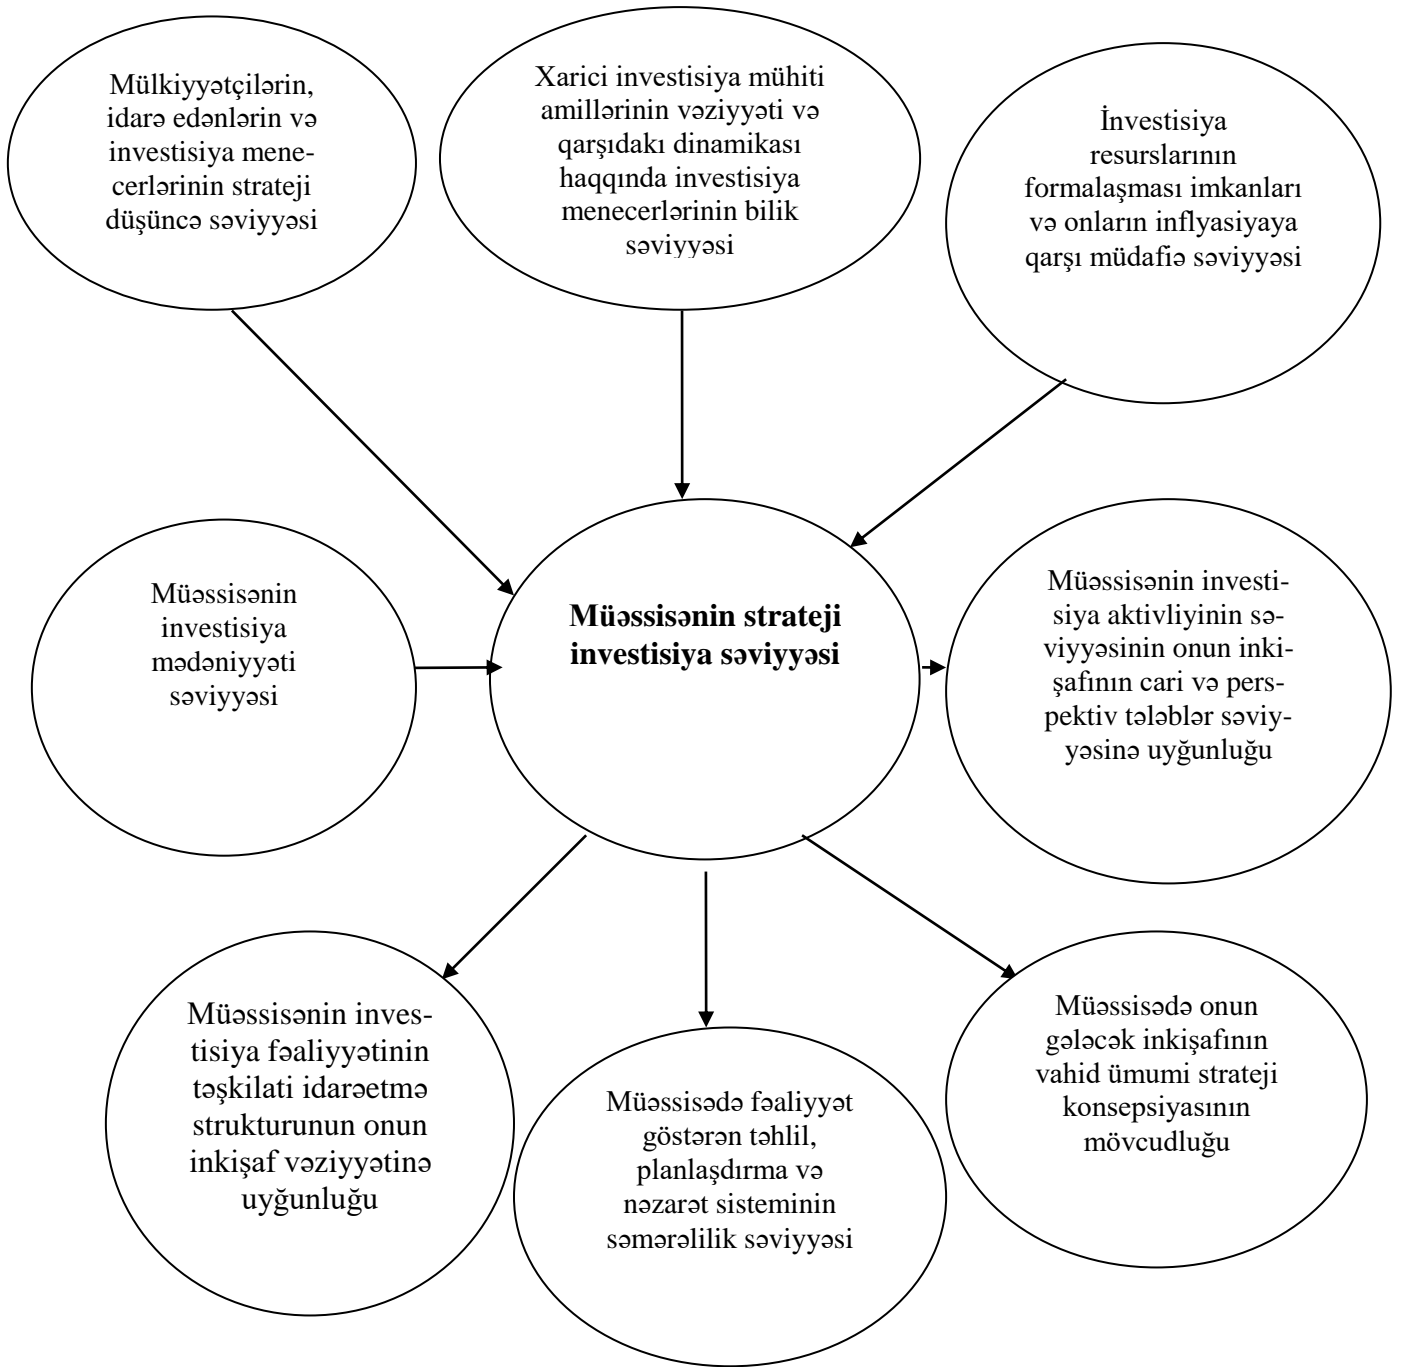 Mülkiyyətçilərin,
idarə edənlərin və
investisiya mene-
cerlərinin strateji
düşüncə səviyyəsi
Xarici investisiya mühiti
amillərinin vəziyyəti və
qarşıdakı dinamikası
haqqında investisiya
menecerlərinin bilik
səviyyəsi
İnvestisiya
resurslarının
formalaşması imkanları
və onların inflyasiyaya
qarşı müdafiə səviyyəsi
Müəssisənin
investisiya
mədəniyyəti
səviyyəsi
Müəssisənin strateji
investisiya səviyyəsi
Müəssisənin investi-
siya aktivliyinin sə-
viyyəsinin onun inki-
şafının cari və pers-
pektiv tələblər səviy-
yəsinə uyğunluğu
Müəssisənin inves-
tisiya fəaliyyətinin
təşkilati idarəetmə
strukturunun onun
inkişaf vəziyyətinə
uyğunluğu
Müəssisədə fəaliyyət
göstərən təhlil,
planlaşdırma və
nəzarət sisteminin
səmərəlilik səviyyəsi
Müəssisədə onun
gələcək inkişafının
vahid ümumi strateji
konsepsiyasının
mövcudluğu